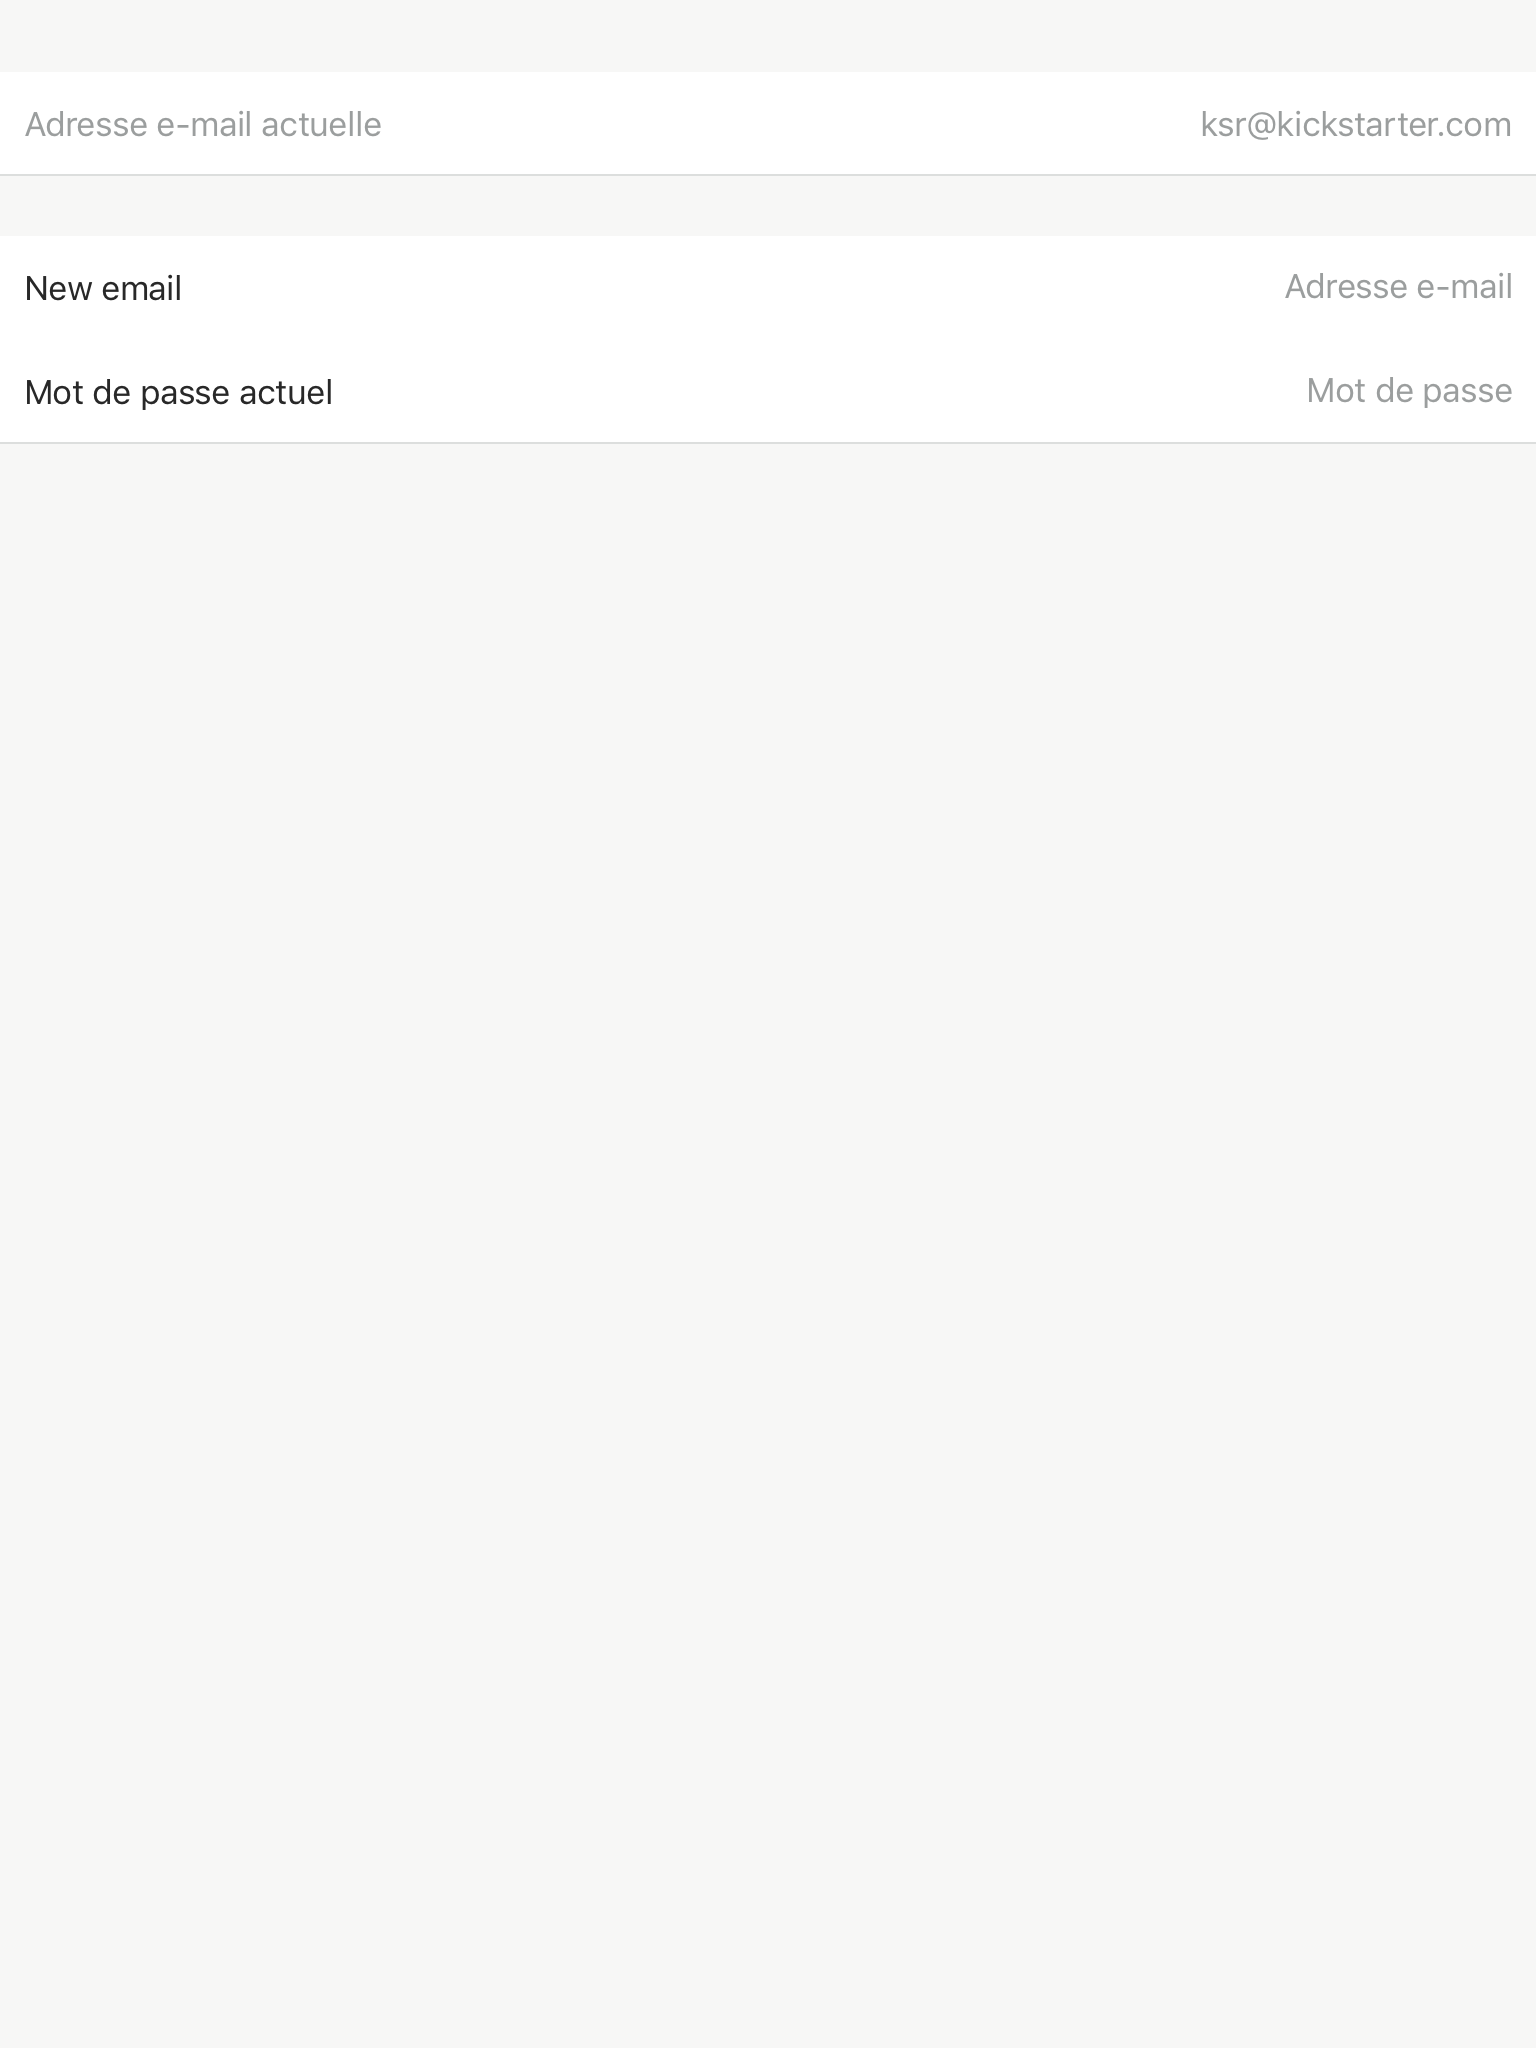 Adresse e-mail actuelle ksr@kickstarter.com
New email Adresse e-mail
Mot de passe actuel Mot de passe